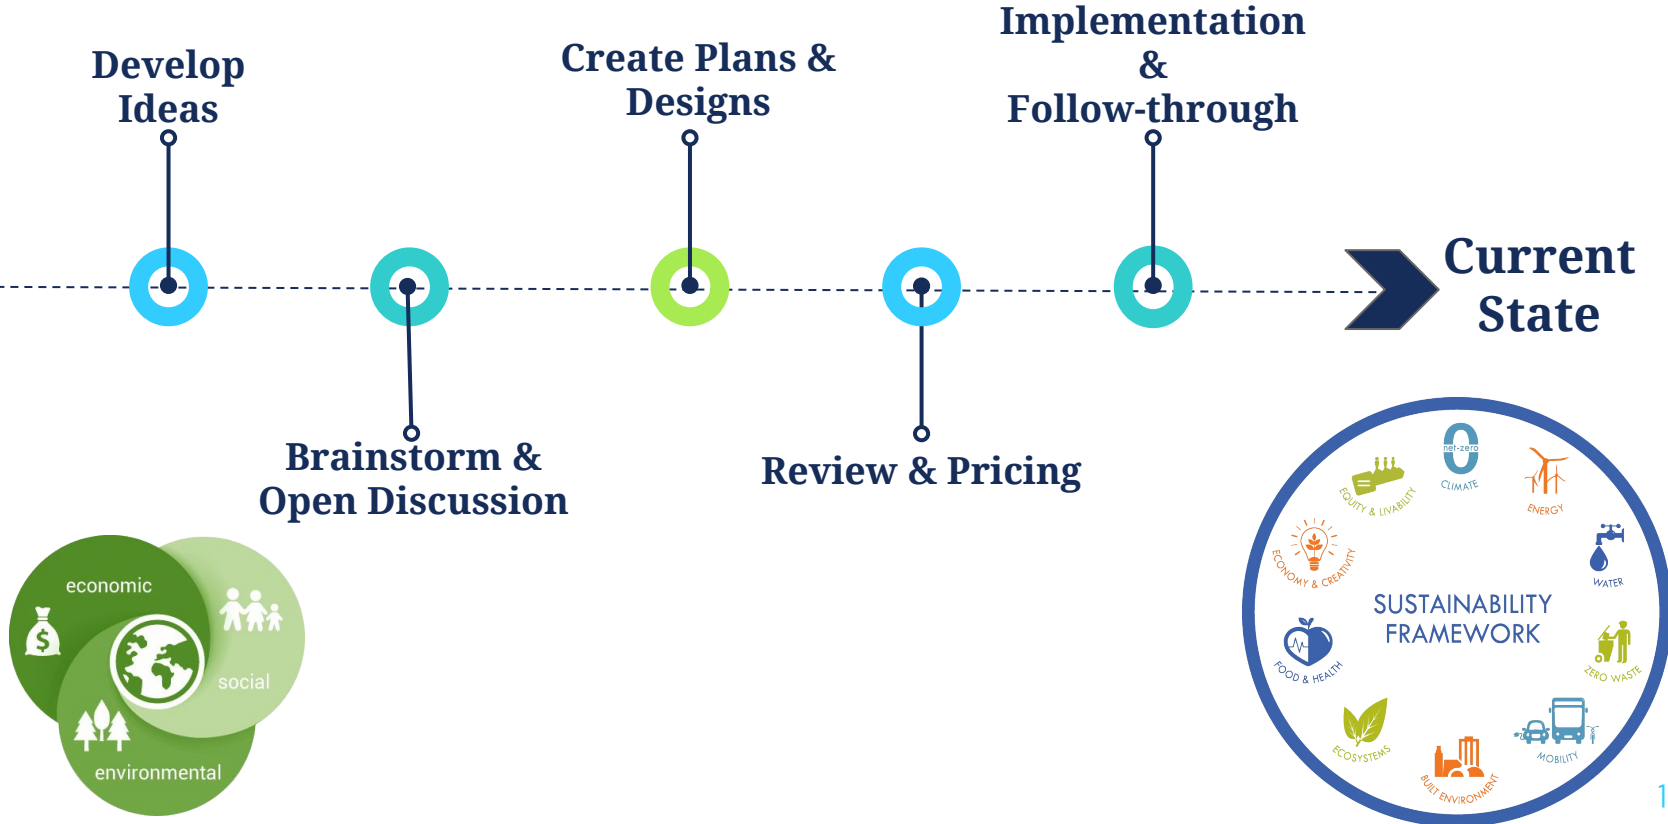 Develop
Ideas
Create Plans &
Designs
Implementation
&
Follow-through
Current
State
Brainstorm &
Open Discussion
Review & Pricing
economic
$
social
environmental
SUSTAINABILITY
FRAMEWORK
net-zero
0
CLIMATE
ENERGY
WATER
ZERO WASTE
MOBILITY
BUILT ENVIRONMENT
ECOSYSTEMS
FOOD & HEALTH
ECONOMY & CREATIVITY
EQUITY & LIVABILITY
1